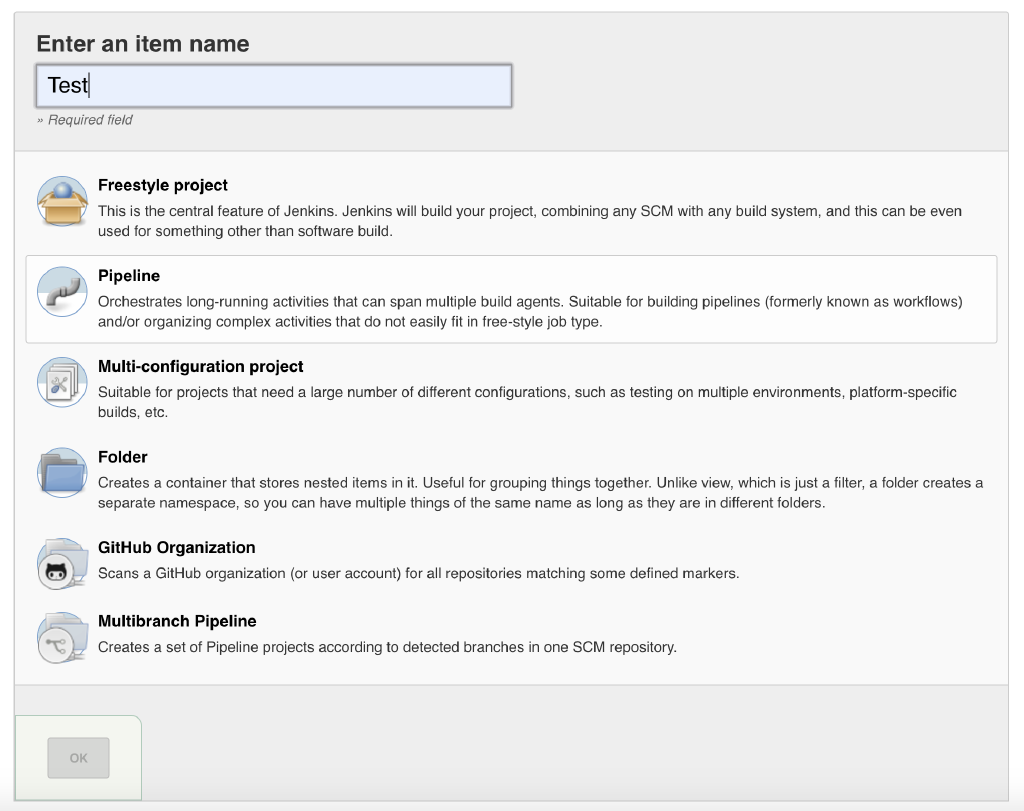 Enter an item name
Test
» Required field
Freestyle project
This is the central feature of Jenkins. Jenkins will build your project, combining any SCM with any build system, and this can be even
used for something other than software build.
Pipeline
Orchestrates long-running activities that can span multiple build agents. Suitable for building pipelines (formerly known as workflows)
and/or organizing complex activities that do not easily fit in free-style job type.
Multi-configuration project
Suitable for projects that need a large number of different configurations, such as testing on multiple environments, platform-specific
builds, etc.
Folder
Creates a container that stores nested items in it. Useful for grouping things together. Unlike view, which is just a filter, a folder creates a
separate namespace, so you can have multiple things of the same name as long as they are in different folders.
GitHub Organization
Scans a GitHub organization (or user account) for all repositories matching some defined markers.
Multibranch Pipeline
Creates a set of Pipeline projects according to detected branches in one SCM repository.
OK